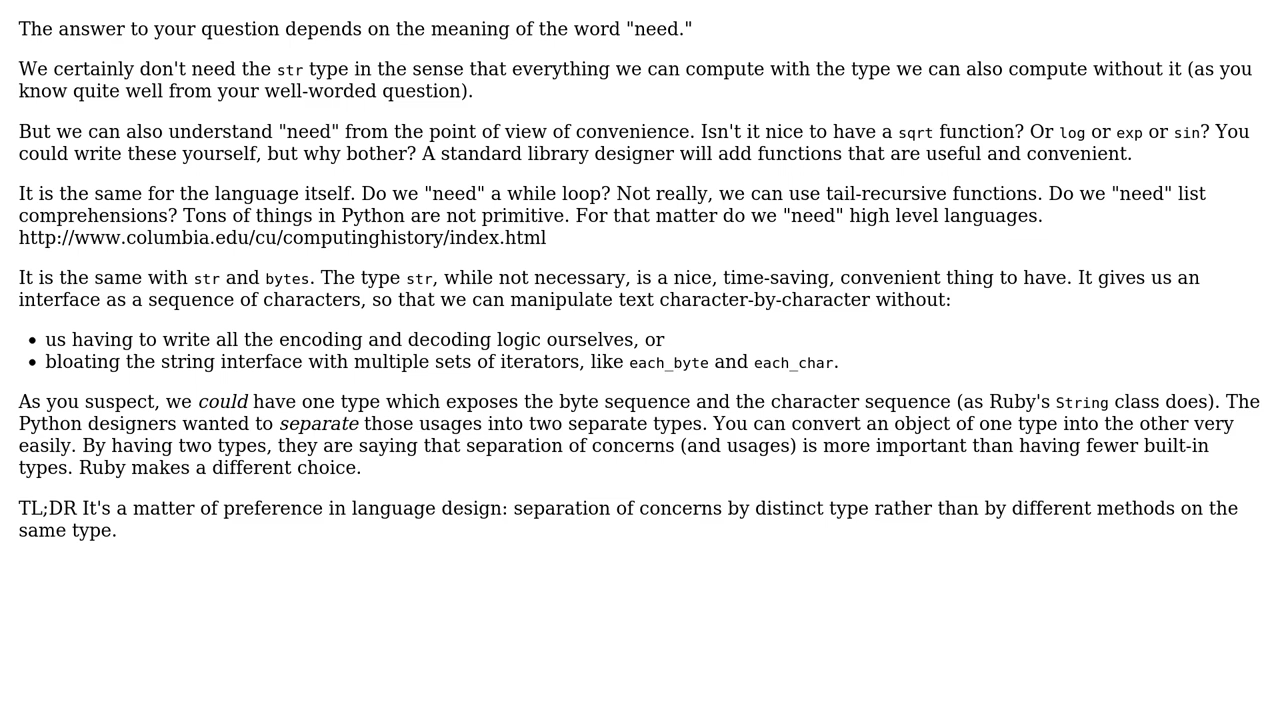 The answer to your question depends on the meaning of the word "need."
We certainly don't need the str type in the sense that everything we can compute with the type we can also compute without it (as you
know quite well from your well-worded question).
But we can also understand "need" from the point of view of convenience. Isn't it nice to have a sqrt function? Or log or exp or sin? You
could write these yourself, but why bother? A standard library designer will add functions that are useful and convenient.
It is the same for the language itself. Do we "need" a while loop? Not really, we can use tail-recursive functions. Do we "need" list
comprehensions? Tons of things in Python are not primitive. For that matter do we "need" high level languages.
http://www.columbia.edu/cu/computinghistory/index.html
It is the same with str and bytes. The type str, while not necessary, is a nice, time-saving, convenient thing to have. It gives us an
interface as a sequence of characters, so that we can manipulate text character-by-character without:
• us having to write all the encoding and decoding logic ourselves, or
• bloating the string interface with multiple sets of iterators, like each_byte and each_char.
As you suspect, we could have one type which exposes the byte sequence and the character sequence (as Ruby's String class does). The
Python designers wanted to separate those usages into two separate types. You can convert an object of one type into the other very
easily. By having two types, they are saying that separation of concerns (and usages) is more important than having fewer built-in
types. Ruby makes a different choice.
TL;DR It's a matter of preference in language design: separation of concerns by distinct type rather than by different methods on the
same type.